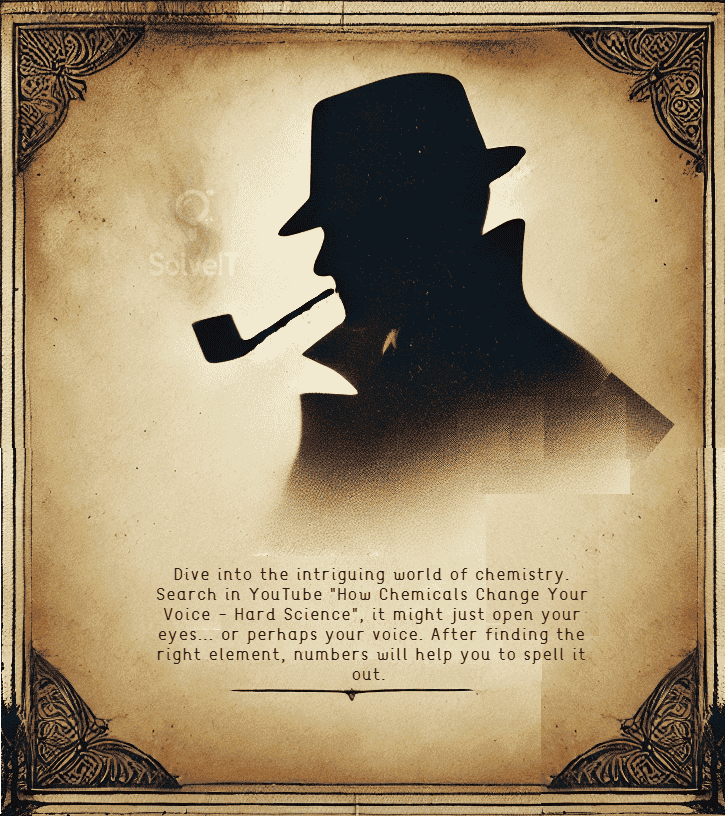 SolveIT
Dive into the intriguing world of chemistry.
Search in YouTube "How Chemicals Change Your
Voice - Hard Science", it might just open your
eyes... or perhaps your voice. After finding the
right element, numbers will help you to spell it
out.